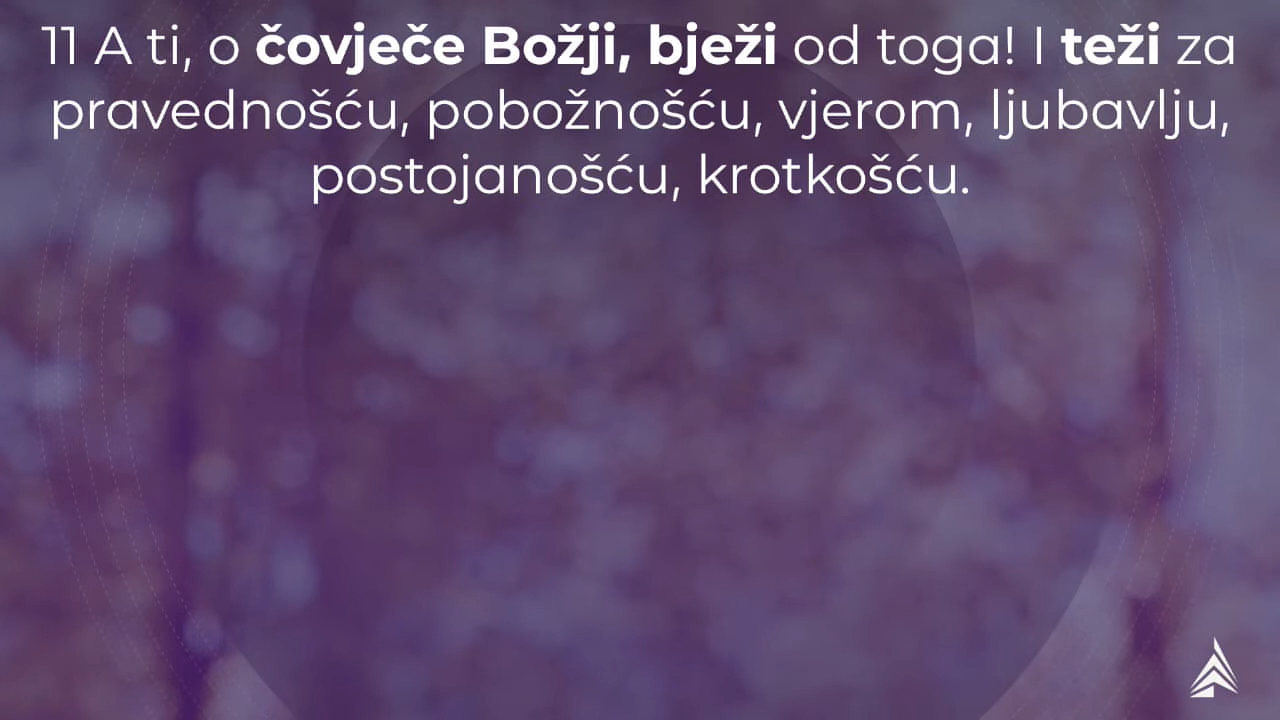 11 A ti, o čovječe Božji, bježi od toga! I teži za
pravednošću, pobožnošću, vjerom, ljubavlju,
postojanošću, krotkošću.